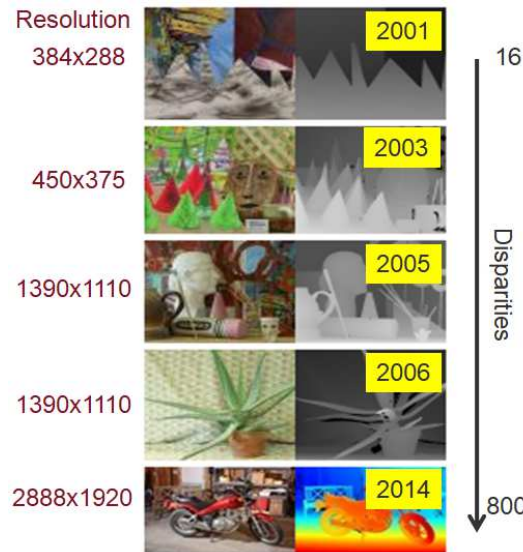 Resolution
384x288
2001
16
450x375
2003
1390x1110
2005
Disparities
1390x1110
2006
2888x1920
2014
800